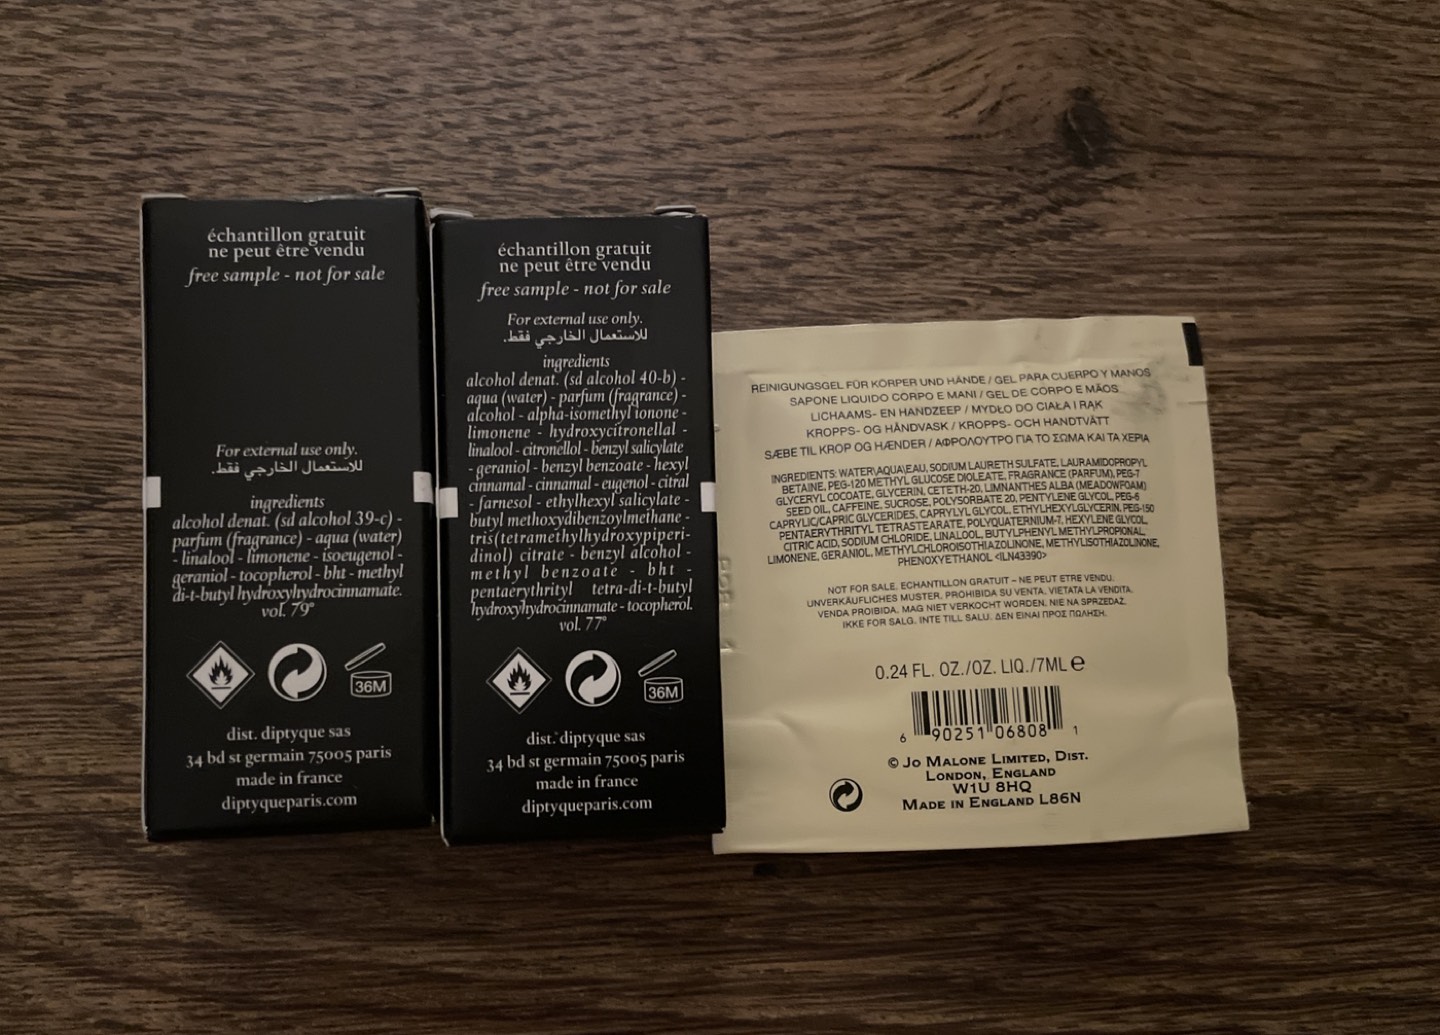 échantillon gratuit
ne peut être vendu
free sample - not for sale
For external use only.
للاستعمال الخارجي فقط.
ingredients
alcohol denat. (sd alcohol 39-c) -
parfum (fragrance) - aqua (water)
- linalool - limonene - isoeugenol -
geraniol - tocopherol - bht - methyl
di-t-butyl hydroxyhydrocinnamate.
vol. 79°
36M
dist. diptyque sas
34 bd st germain 75005 paris
made in france
diptyqueparis.com
échantillon gratuit
ne peut être vendu
free sample - not for sale
For external use only.
للاستعمال الخارجي فقط.
ingredients
alcohol denat. (sd alcohol 40-b) -
aqua (water) - parfum (fragrance) -
alcohol - alpha-isomethyl ionone -
limonene - hydroxycitronellal -
linalool - citronellol - benzyl salicylate
- geraniol - benzyl benzoate - hexyl
cinnamal - cinnamal - eugenol - citral
- farnesol - ethylhexyl salicylate -
butyl methoxydibenzoylmethane -
tris(tetramethylhydroxypiperi-
dinol) citrate - benzyl alcohol -
methyl benzoate - bht -
pentaerythrityl tetra-di-t-butyl
hydroxyhydrocinnamate - tocopherol.
vol. 77°
36M
dist. diptyque sas
34 bd st germain 75005 paris
made in france
diptyqueparis.com
REINIGUNGSGEL FÜR KÖRPER UND HÄNDE / GEL PARA CUERPO Y MANOS
SAPONE LIQUIDO CORPO E MANI / GEL DE CORPO E MÃOS
LICHAAMS- EN HANDZEEP / MYDŁO DO CIAŁA I RĄK
KROPPS- OG HÅNDVASK / KROPPS- OCH HANDTVÄTT
SÆBE TIL KROP OG HÆNDER / ΑΦΡΟΛΟΥΤΡΟ ΓΙΑ ΤΟ ΣΩΜΑ ΚΑΙ ΤΑ ΧΕΡΙΑ
INGREDIENTS: WATER\AQUA\EAU, SODIUM LAURETH SULFATE, LAURAMIDOPROPYL
BETAINE, PEG-120 METHYL GLUCOSE DIOLEATE, FRAGRANCE (PARFUM), PEG-7
GLYCERYL COCOATE, GLYCERIN, CETETH-20, LIMNANTHES ALBA (MEADOWFOAM)
SEED OIL, CAFFEINE, SUCROSE, POLYSORBATE 20, PENTYLENE GLYCOL, PEG-6
CAPRYLIC/CAPRIC GLYCERIDES, CAPRYLYL GLYCOL, ETHYLHEXYLGLYCERIN, PEG-150
PENTAERYTHRITYL TETRASTEARATE, POLYQUATERNIUM-7, HEXYLENE GLYCOL,
CITRIC ACID, SODIUM CHLORIDE, LINALOOL, BUTYLPHENYL METHYLPROPIONAL,
LIMONENE, GERANIOL, METHYLCHLOROISOTHIAZOLINONE, METHYLISOTHIAZOLINONE,
PHENOXYETHANOL <ILN43390>
NOT FOR SALE. ECHANTILLON GRATUIT – NE PEUT ETRE VENDU.
UNVERKÄUFLICHES MUSTER. PROHIBIDA SU VENTA. VIETATA LA VENDITA.
VENDA PROIBIDA. MAG NIET VERKOCHT WORDEN. NIE NA SPRZEDAŻ.
IKKE FOR SALG. INTE TILL SALU. ΔΕΝ ΕΙΝΑΙ ΠΡΟΣ ΠΩΛΗΣΗ.
0.24 FL. OZ./OZ. LIQ./7ML ℮
6 90251 06808 1
© JO MALONE LIMITED, DIST.
LONDON, ENGLAND
W1U 8HQ
MADE IN ENGLAND L86N